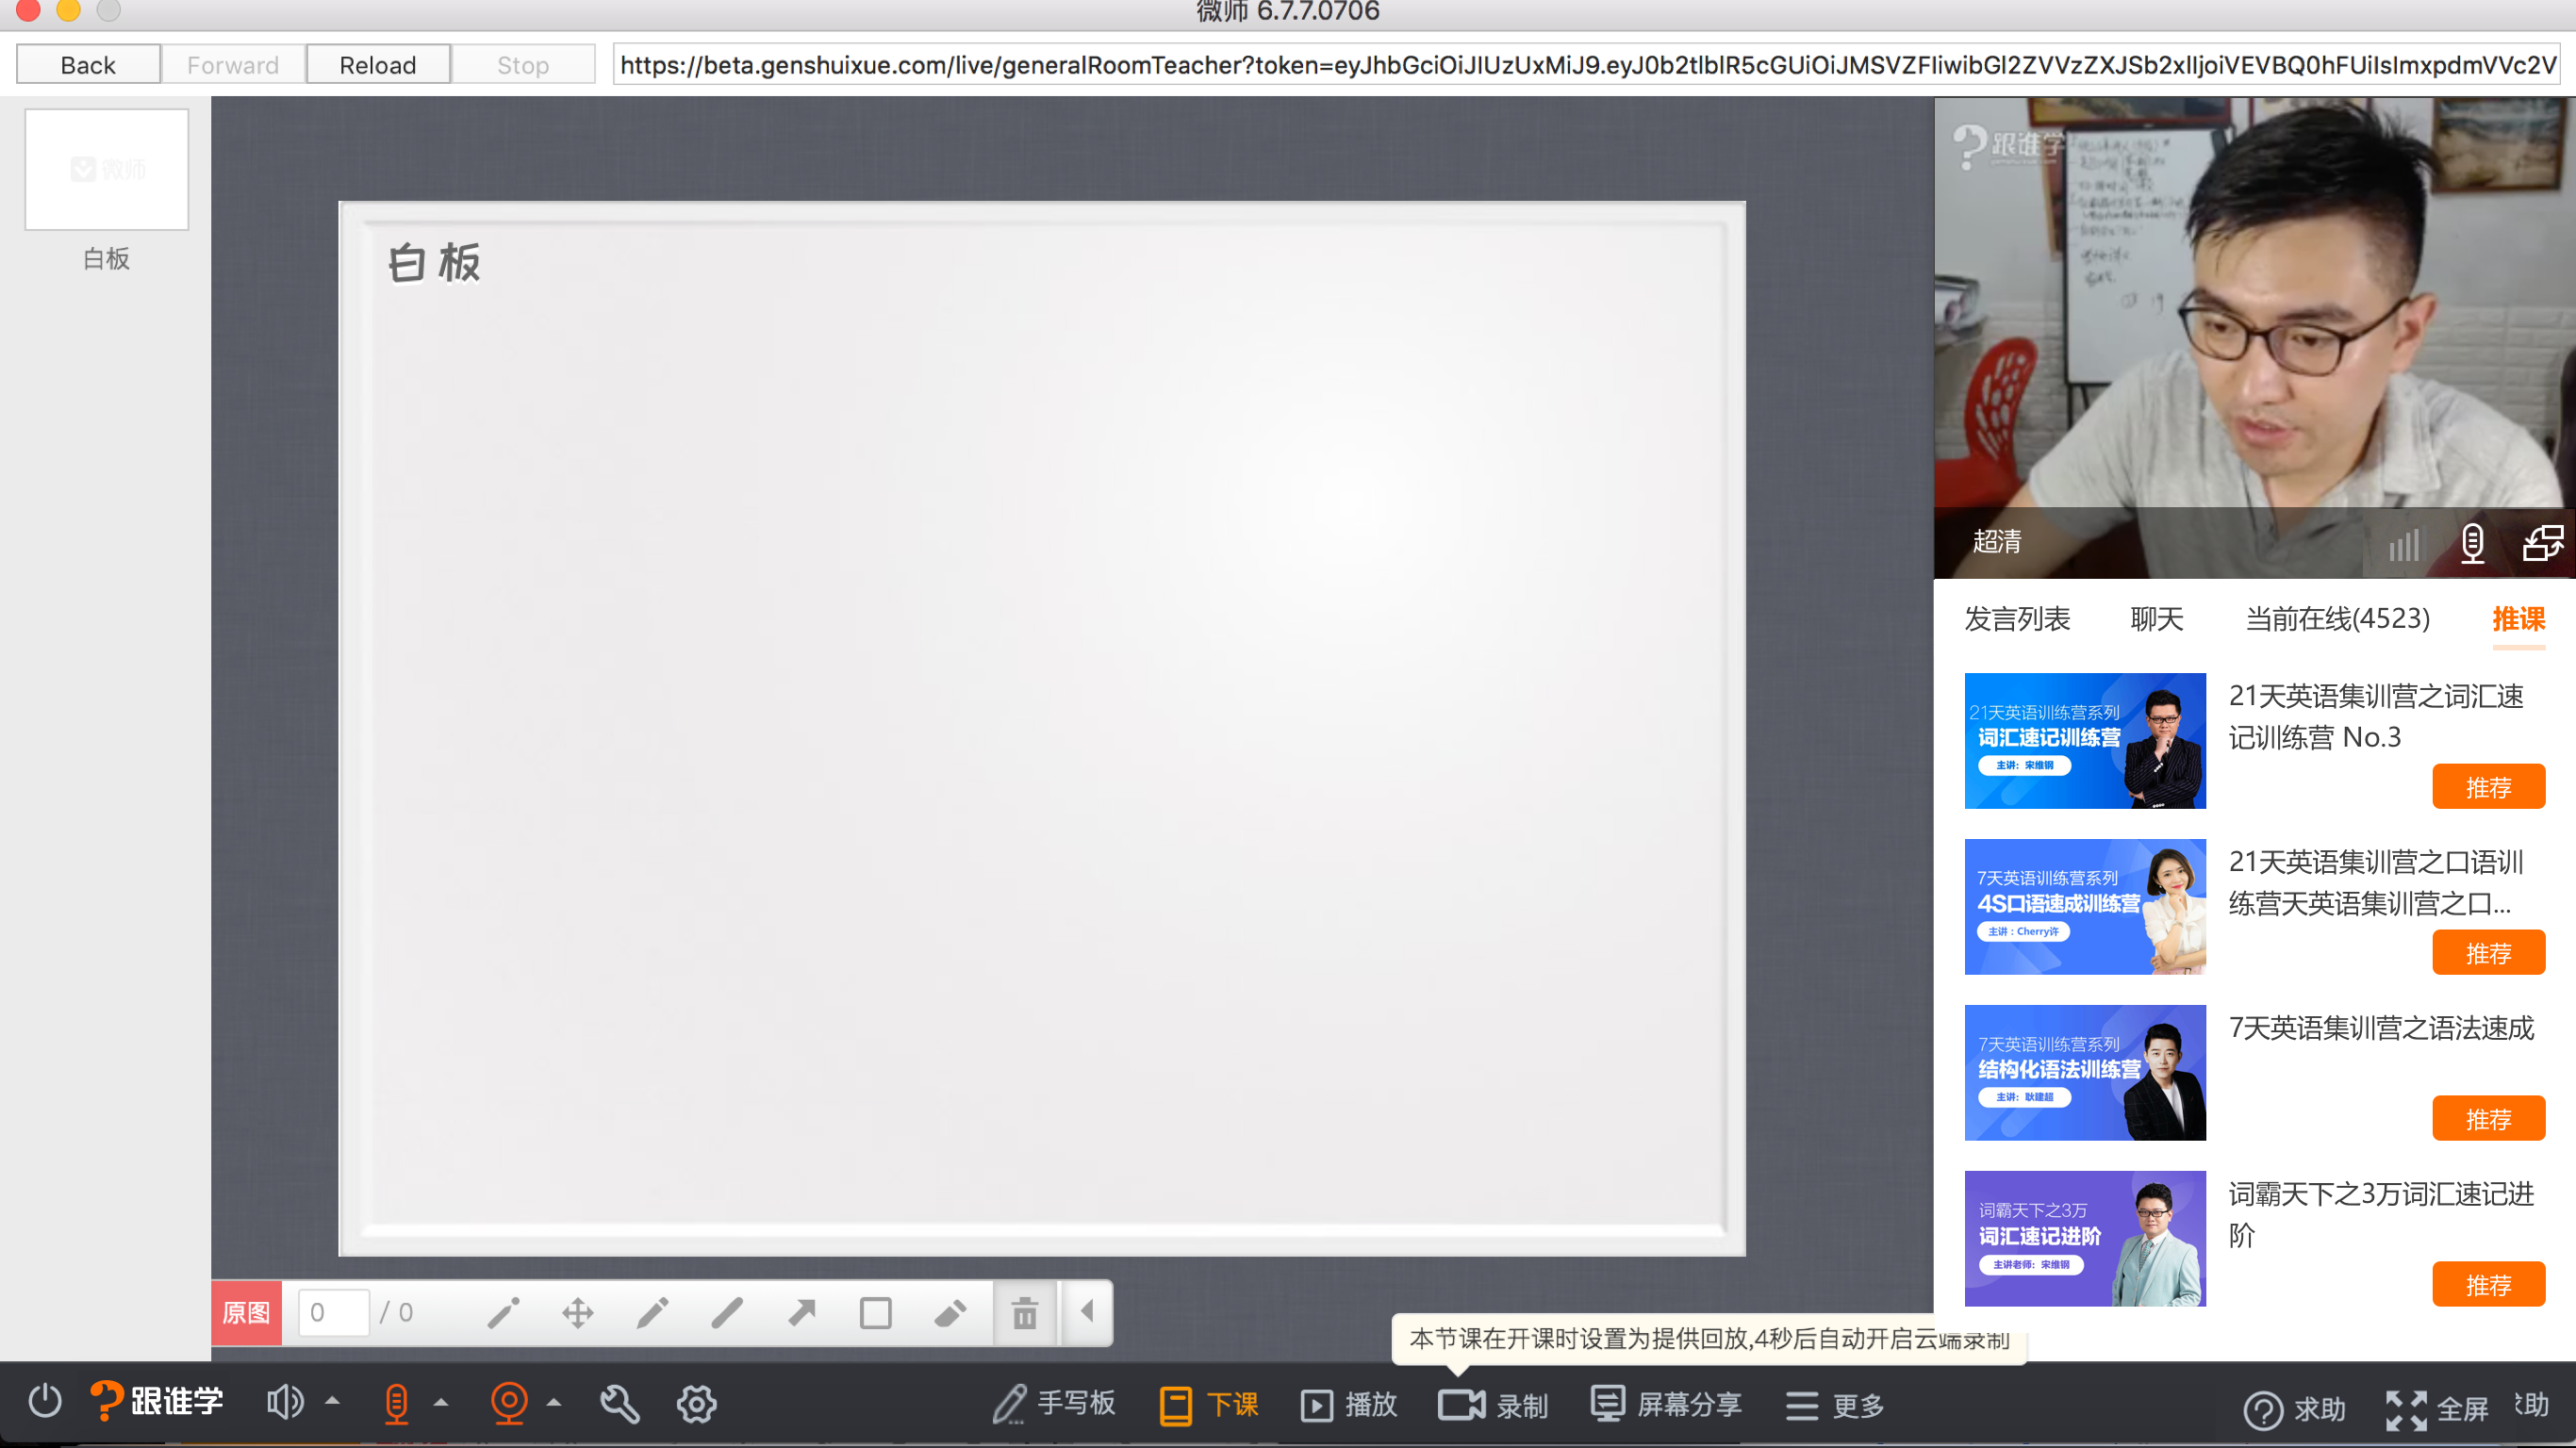 微师 6.7.7.0706
Back Forward Reload Stop https://beta.genshuixue.com/live/generalRoomTeacher?token=eyJhbGciOiJIUzUxMiJ9.eyJ0b2tlblR5cGUiOiJMSVZFIiwibGl2ZVVzZXJSb2xlIjoiVEVBQ0hFUiIsImxpdmVVc2V
微师
白板
白板
跟谁学
超清
发言列表 聊天 当前在线(4523) 推课
21天英语训练营系列
词汇速记训练营
主讲：宋维钢
21天英语集训营之词汇速
记训练营 No.3
推荐
7天英语训练营系列
4S口语速成训练营
主讲：Cherry许
21天英语集训营之口语训
练营天英语集训营之口...
推荐
7天英语训练营系列
结构化语法训练营
主讲：耿建超
7天英语集训营之语法速成
推荐
词霸天下之3万
词汇速记进阶
主讲老师：宋维钢
词霸天下之3万词汇速记进
阶
推荐
原图 0 / 0
本节课在开课时设置为提供回放,4秒后自动开启云端录制
跟谁学 手写板 下课 播放 录制 屏幕分享 更多 求助 全屏 求助